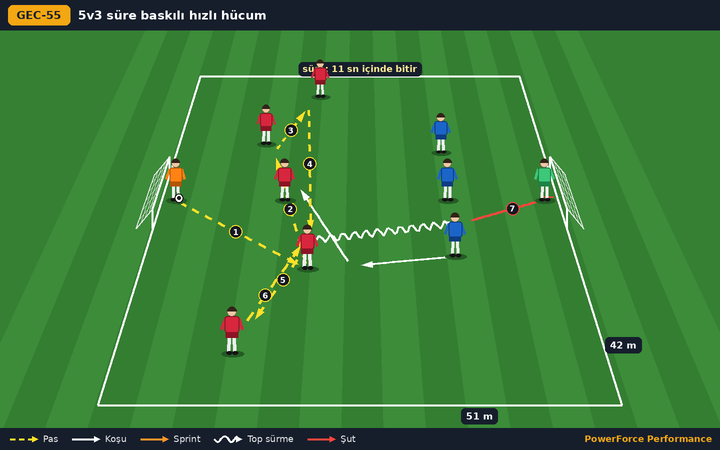 GEC-55 5v3 süre baskılı hızlı hücum
11 sn içinde bitir
3
4
2
7
1
5
6
42 m
51 m
Pas Koşu Sprint Top sürme Şut PowerForce Performance